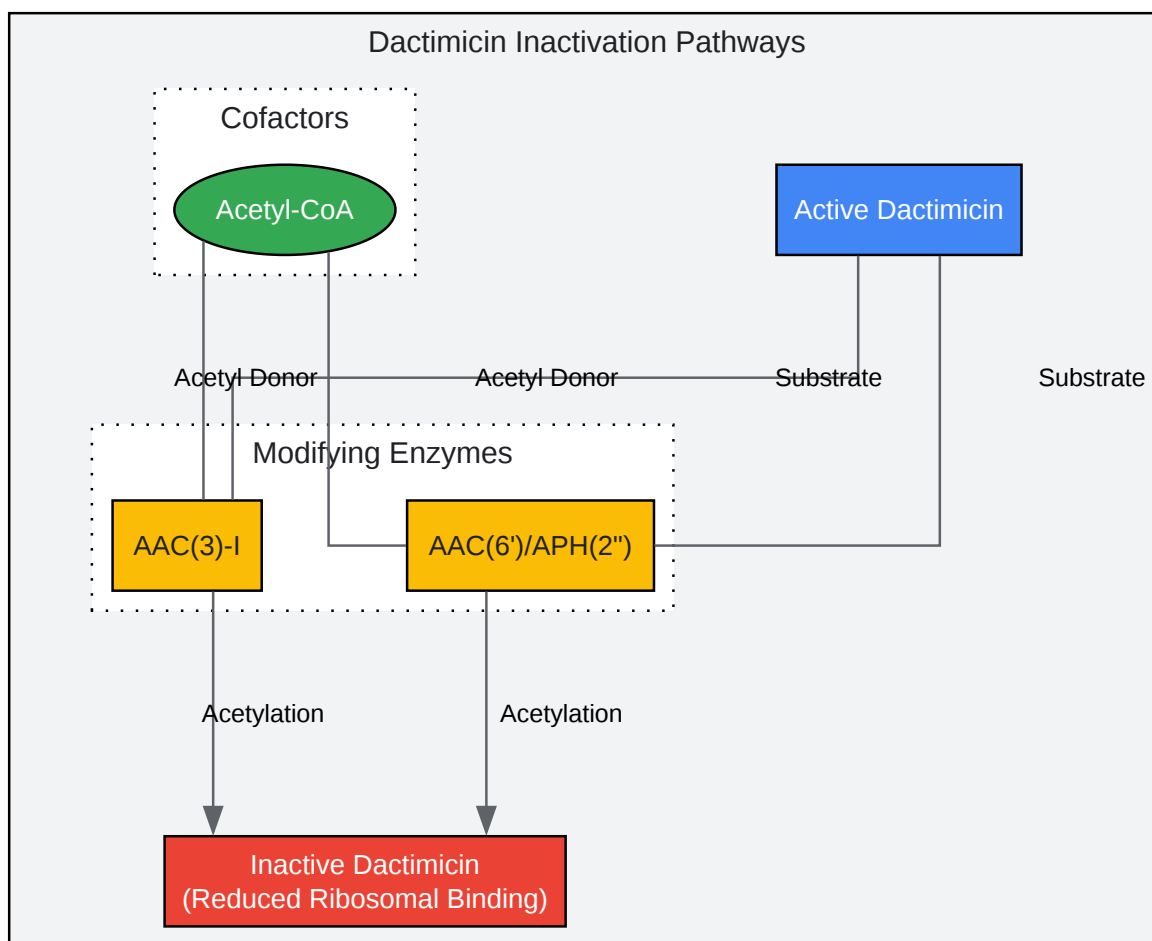 Dactimicin Inactivation Pathways
Cofactors
Acetyl-CoA
Active Dactimicin
Acetyl Donor
Acetyl Donor
Substrate
Substrate
Modifying Enzymes
AAC(3)-I
AAC(6')/APH(2")
Acetylation
Acetylation
Inactive Dactimicin
(Reduced Ribosomal Binding)